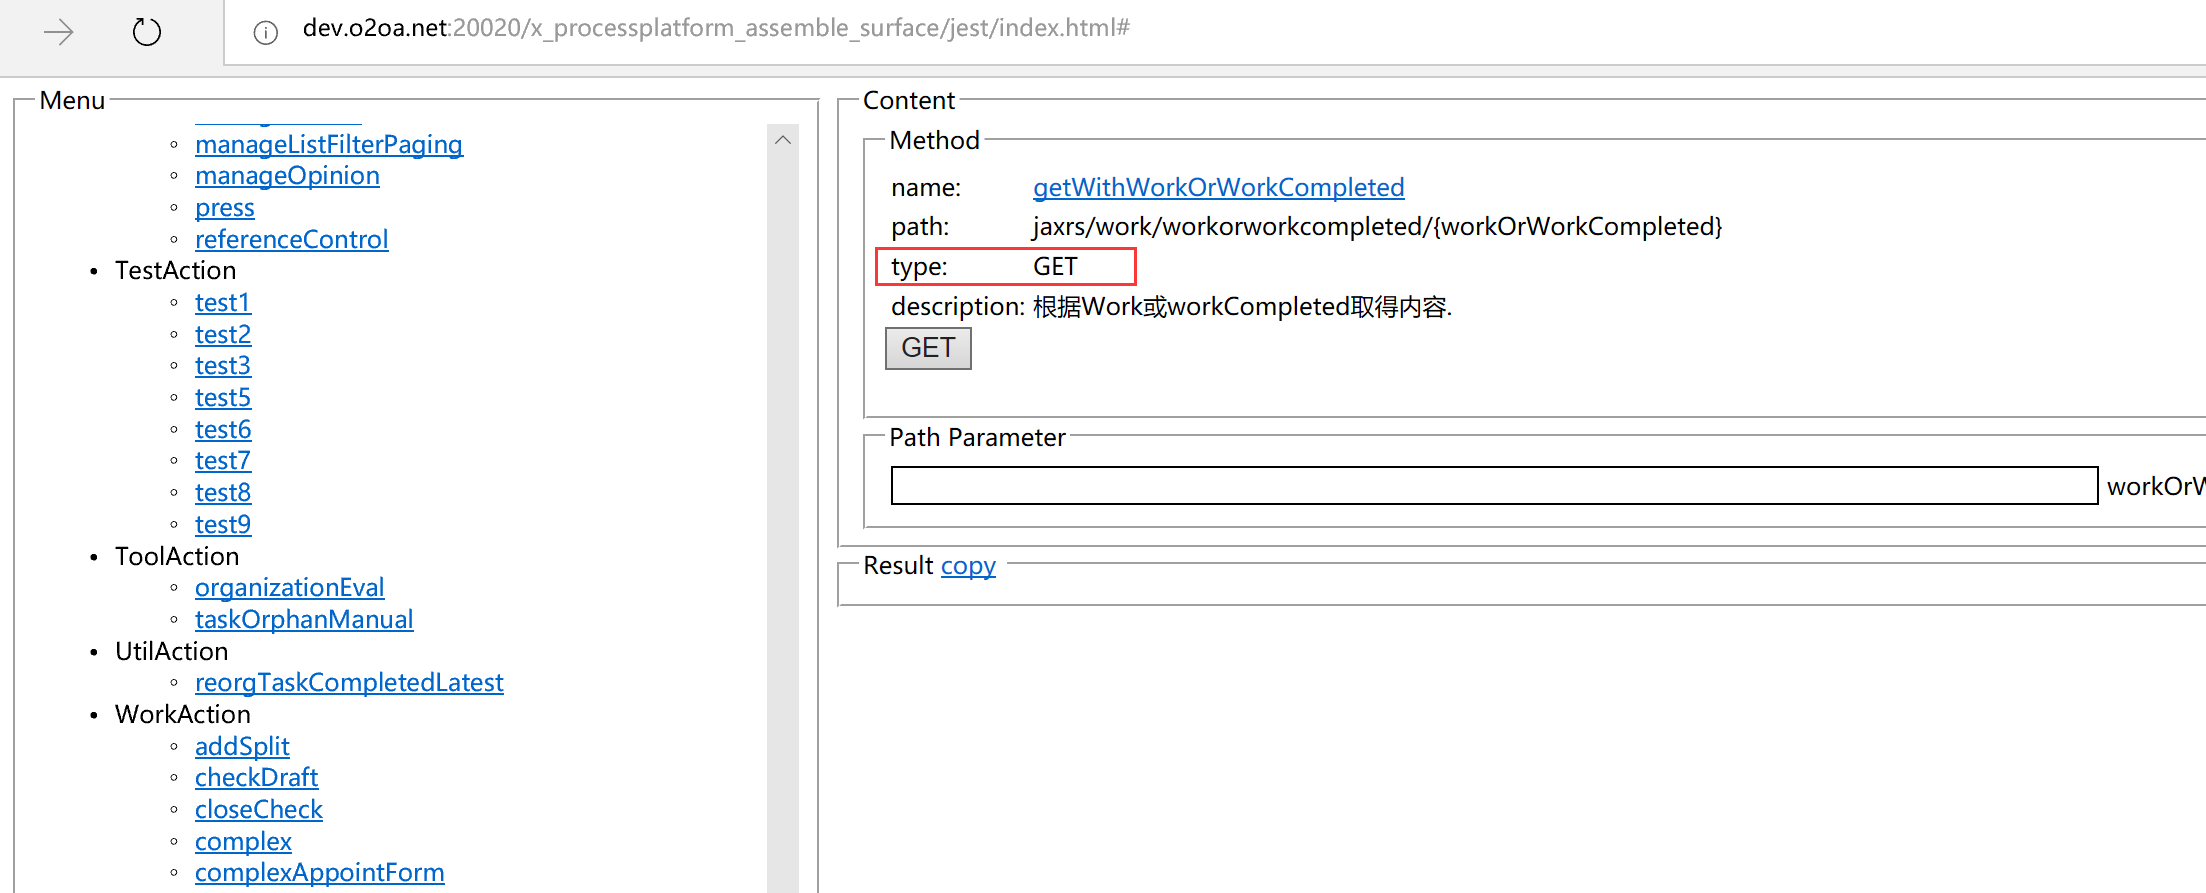 dev.o2oa.net:20020/x_processplatform_assemble_surface/jest/index.html#
Menu
manageListFilterPaging
manageOpinion
press
referenceControl
TestAction
test1
test2
test3
test5
test6
test7
test8
test9
ToolAction
organizationEval
taskOrphanManual
UtilAction
reorgTaskCompletedLatest
WorkAction
addSplit
checkDraft
closeCheck
complex
complexAppointForm
Content
Method
name: getWithWorkOrWorkCompleted
path: jaxrs/work/workorworkcompleted/{workOrWorkCompleted}
type: GET
description: 根据Work或workCompleted取得内容.
GET
Path Parameter
workOrW
Result copy